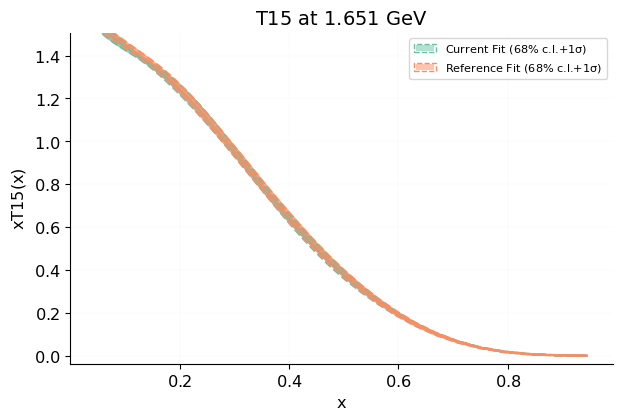 T15 at 1.651 GeV
Current Fit (68% c.l.+1σ)
Reference Fit (68% c.l.+1σ)
xT15(x)
1.4
1.2
1.0
0.8
0.6
0.4
0.2
0.0
0.2 0.4 0.6 0.8
x